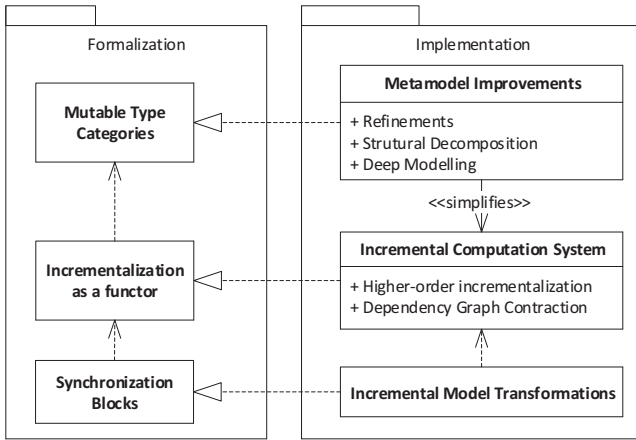 Formalization
Mutable Type
Categories
Incrementalization
as a functor
Synchronization
Blocks
Implementation
Metamodel Improvements
+ Refinements
+ Strutural Decomposition
+ Deep Modelling
<<simplifies>>
Incremental Computation System
+ Higher-order incrementalization
+ Dependency Graph Contraction
Incremental Model Transformations